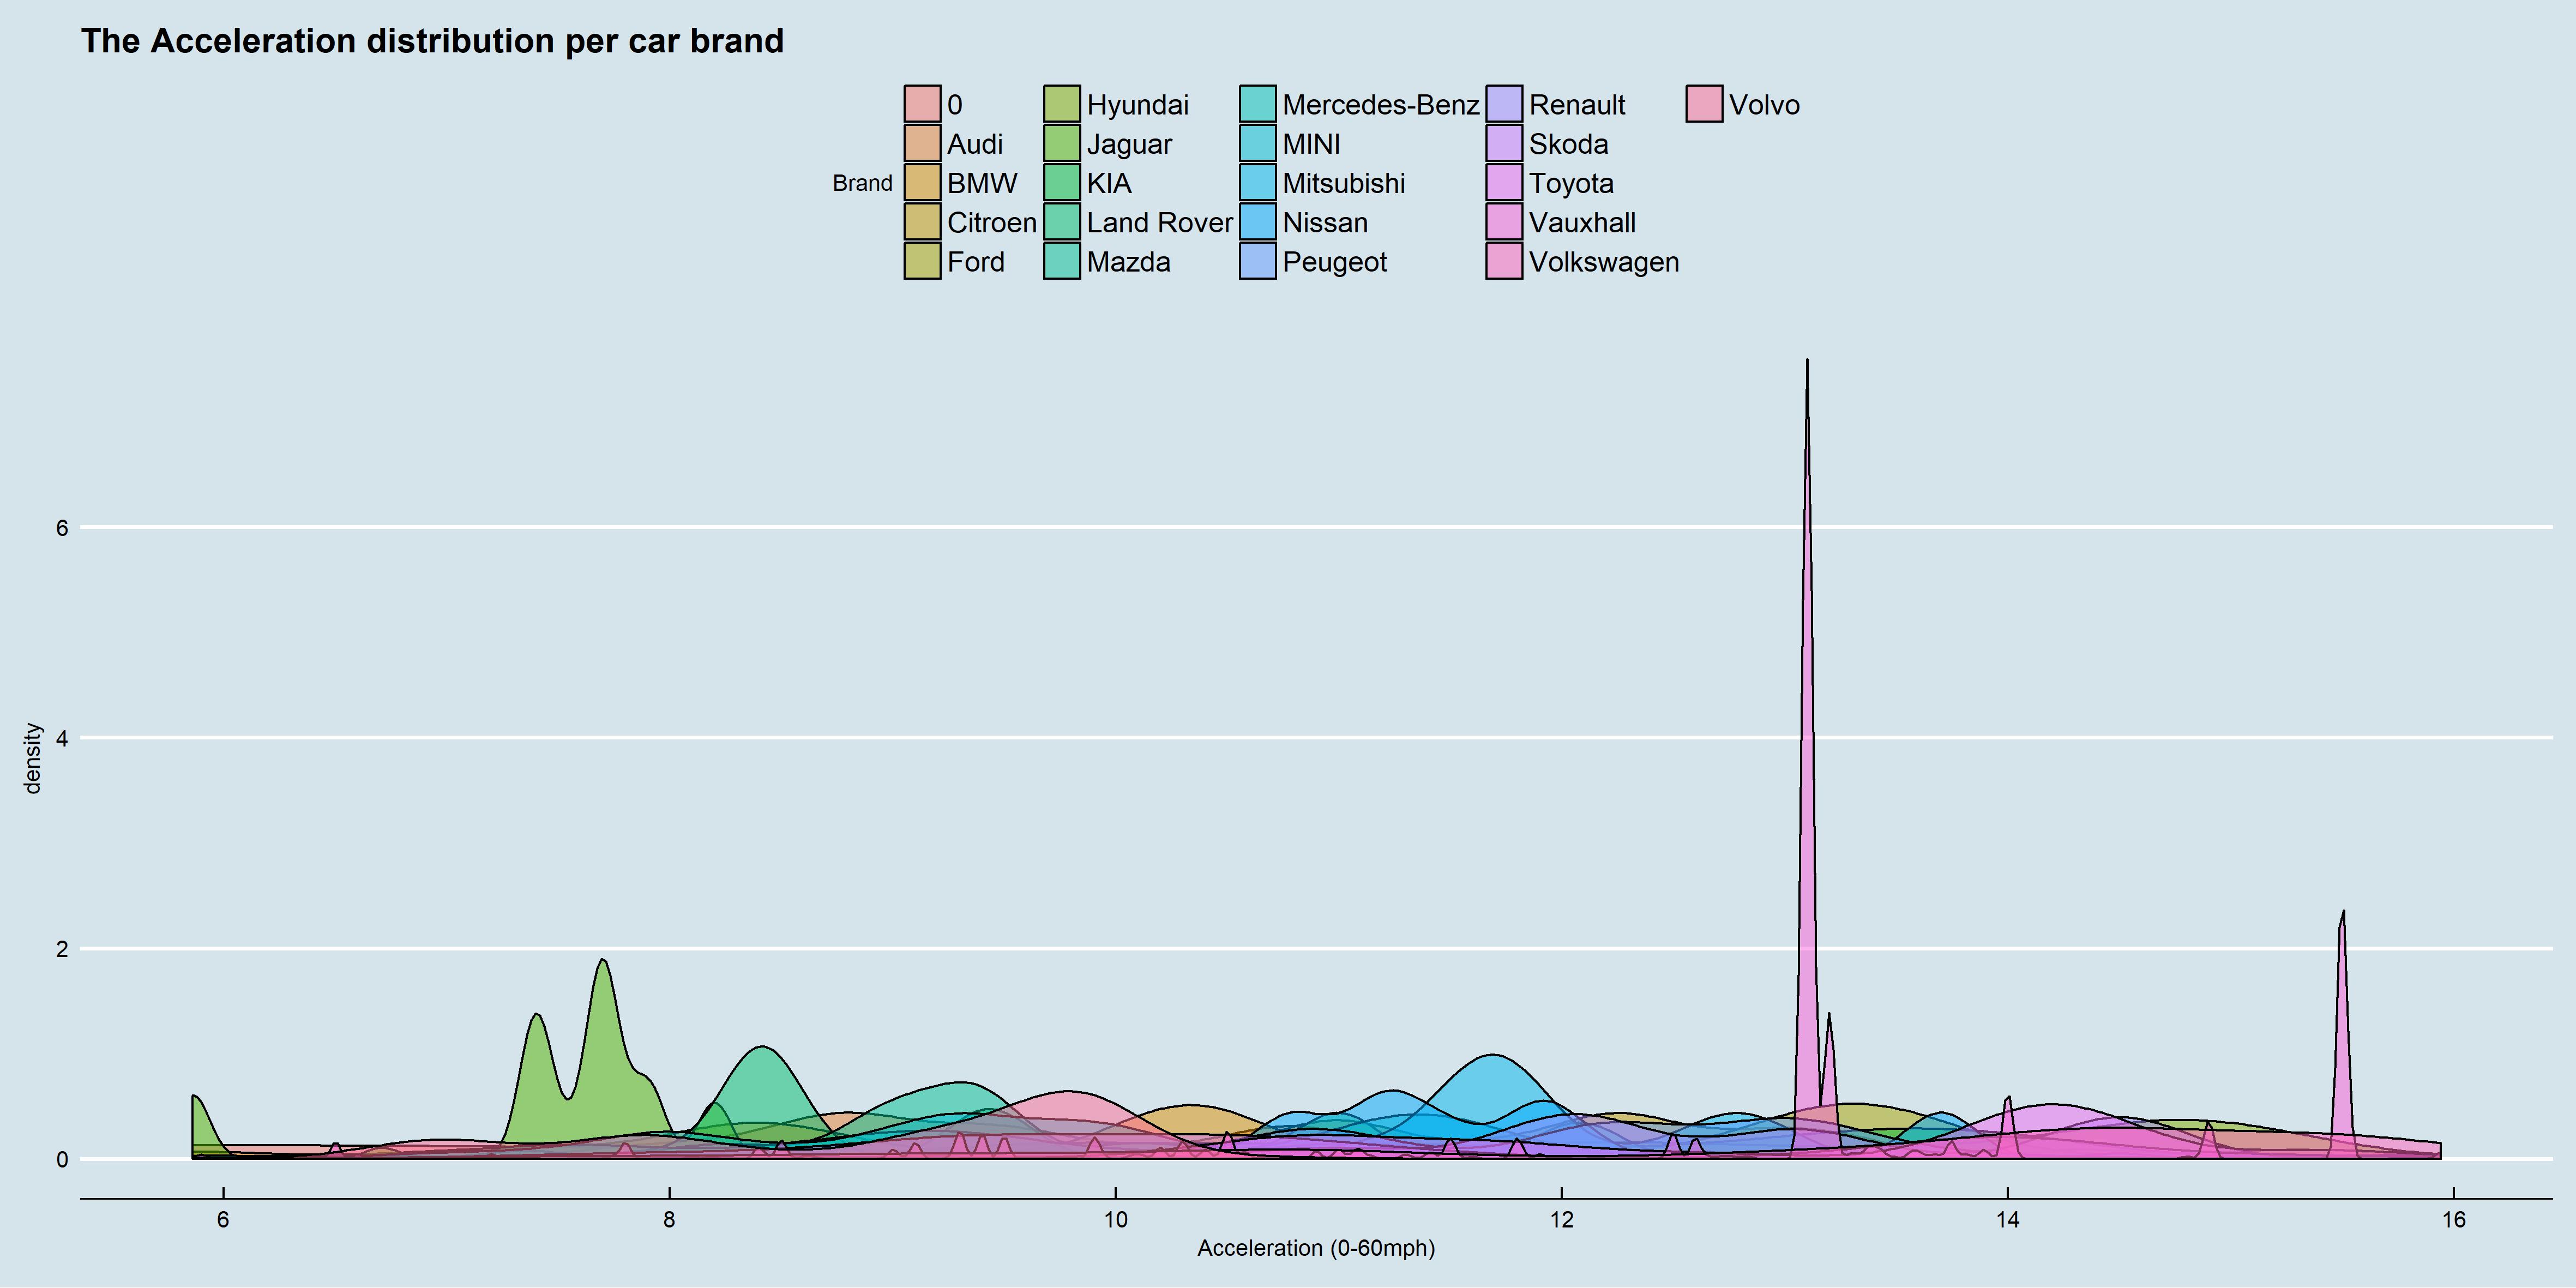 The Acceleration distribution per car brand
Brand
0
Audi
BMW
Citroen
Ford
Hyundai
Jaguar
KIA
Land Rover
Mazda
Mercedes-Benz
MINI
Mitsubishi
Nissan
Peugeot
Renault
Skoda
Toyota
Vauxhall
Volkswagen
Volvo
density
6
4
2
0
6
8
10
12
14
16
Acceleration (0-60mph)